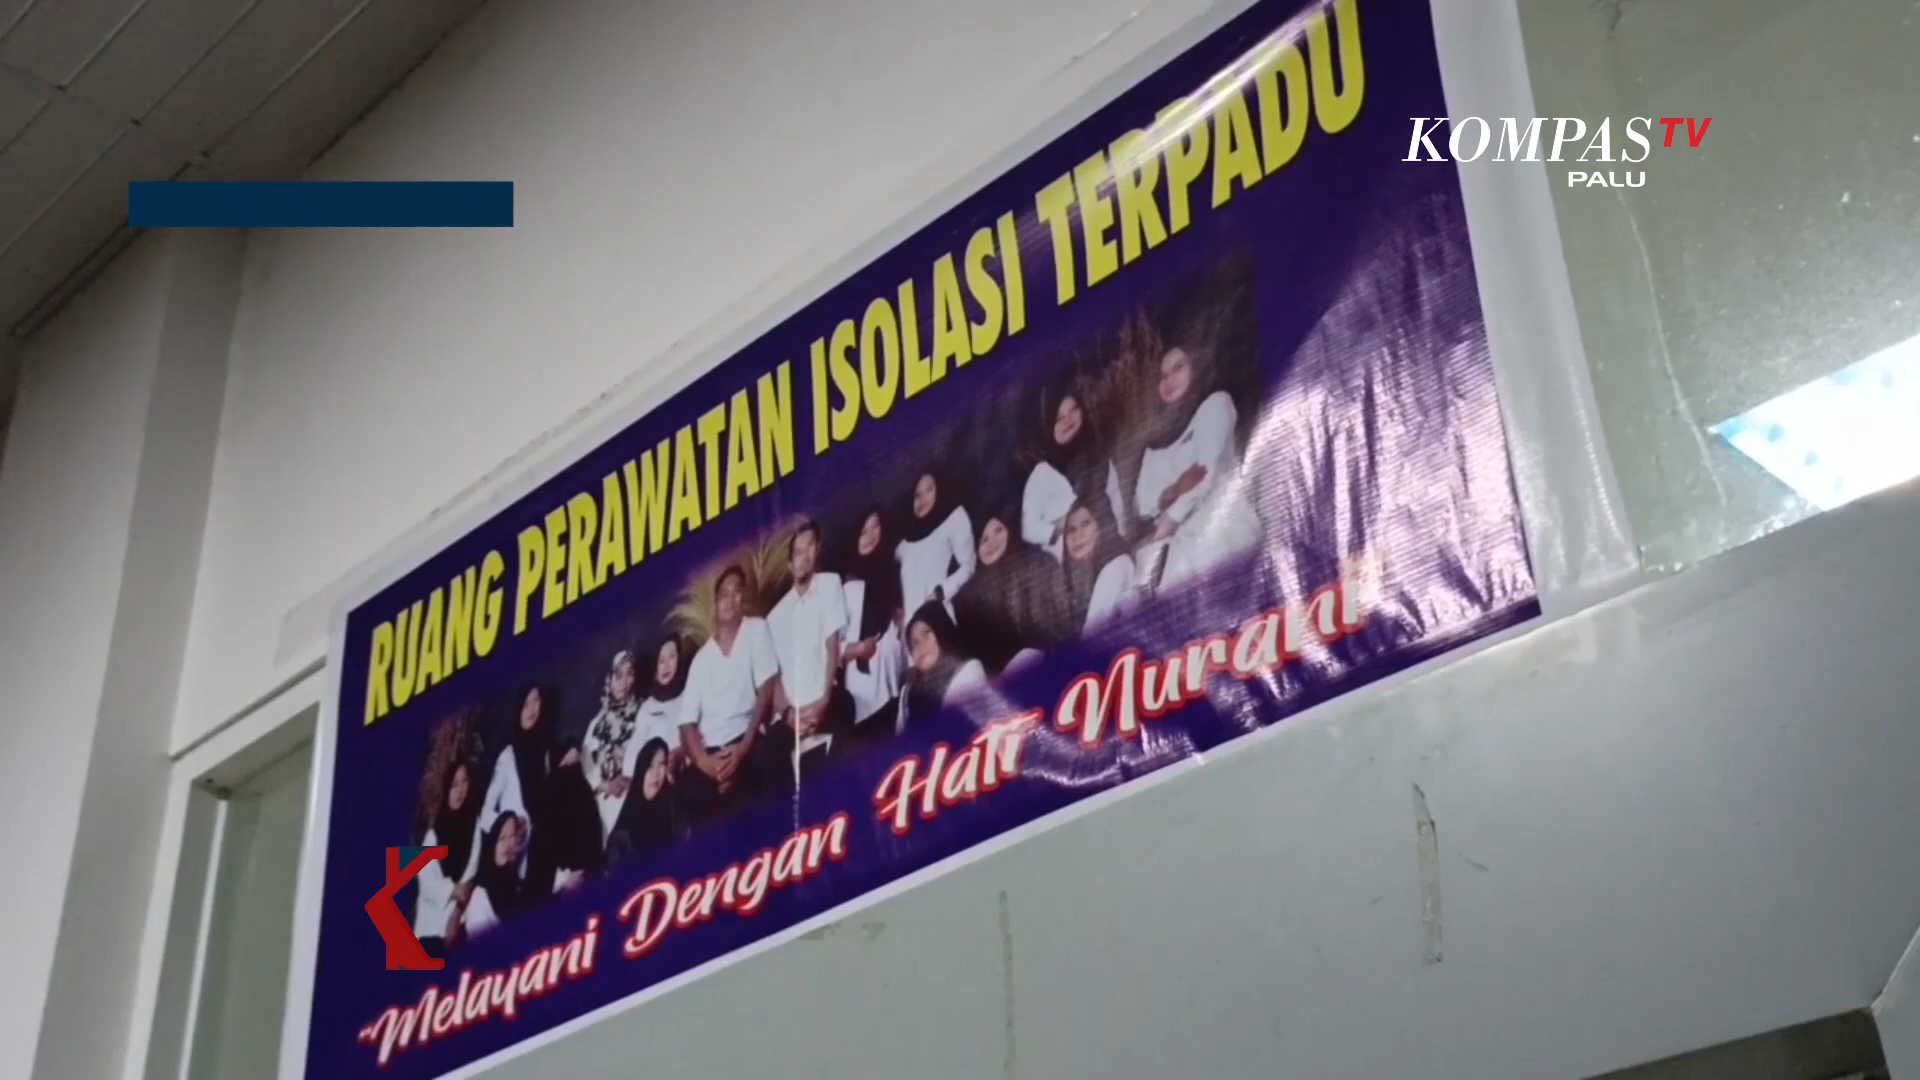 KOMPAS TV
PALU
RUANG PERAWATAN ISOLASI TERPADU
"Melayani Dengan Hati Nurani"